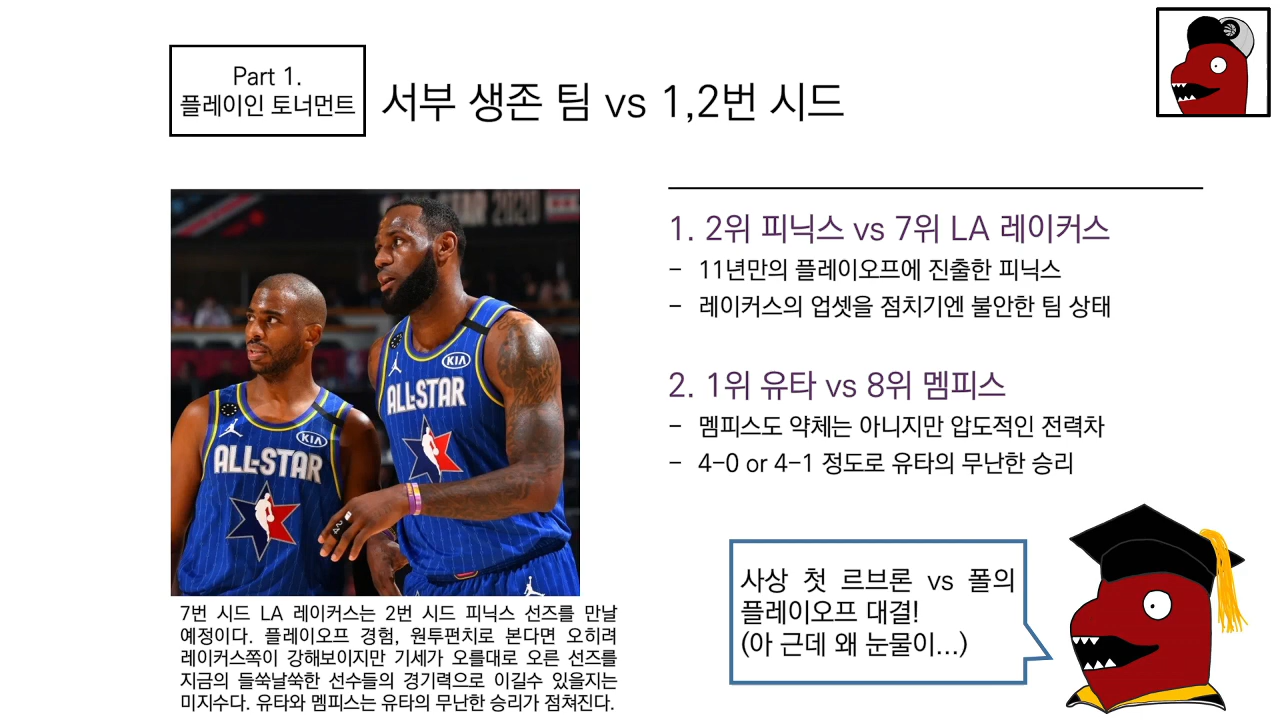 Part 1.
플레이인 토너먼트
서부 생존 팀 vs 1,2번 시드
STAR 2020
KIA
ALL-STAR
KIA
ALL-STAR
24
7번 시드 LA 레이커스는 2번 시드 피닉스 선즈를 만날
예정이다. 플레이오프 경험, 원투펀치로 본다면 오히려
레이커스쪽이 강해보이지만 기세가 오를대로 오른 선즈를
지금의 들쑥날쑥한 선수들의 경기력으로 이길수 있을지는
미지수다. 유타와 멤피스는 유타의 무난한 승리가 점쳐진다.
1. 2위 피닉스 vs 7위 LA 레이커스
- 11년만의 플레이오프에 진출한 피닉스
- 레이커스의 업셋을 점치기엔 불안한 팀 상태
2. 1위 유타 vs 8위 멤피스
- 멤피스도 약체는 아니지만 압도적인 전력차
- 4-0 or 4-1 정도로 유타의 무난한 승리
사상 첫 르브론 vs 폴의
플레이오프 대결!
(아 근데 왜 눈물이...)